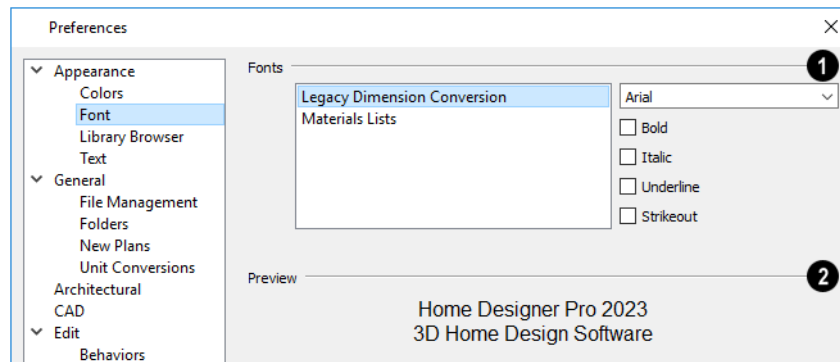 Preferences
Appearance
Colors
Font
Library Browser
Text
General
File Management
Folders
New Plans
Unit Conversions
Architectural
CAD
Edit
Behaviors
Fonts
1
Legacy Dimension Conversion
Materials Lists
Arial
Bold
Italic
Underline
Strikeout
Preview
2
Home Designer Pro 2023
3D Home Design Software